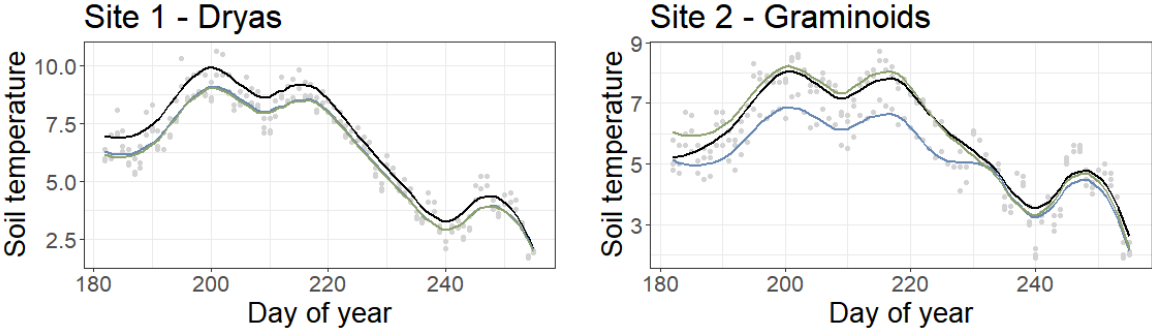 Site 1 - Dryas
Soil temperature
10.0
7.5
5.0
2.5
180
200
220
240
Day of year
Site 2 - Graminoids
Soil temperature
9
7
5
3
180
200
220
240
Day of year